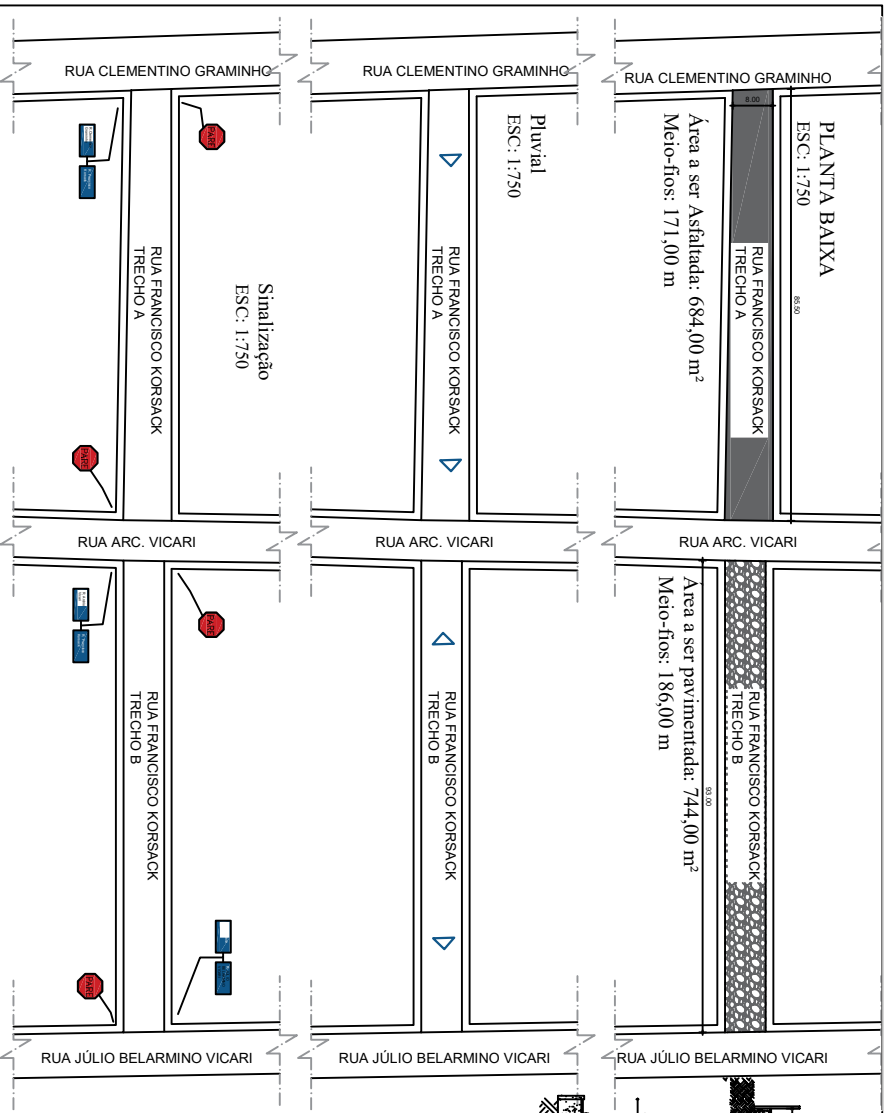 PLANTA BAIXA
ESC: 1:750
RUA CLEMENTINO GRAMINHO
8.00
85.50
RUA FRANCISCO KORSACK
TRECHO A
Área a ser Asfaltada: 684,00 m²
Meio-fios: 171,00 m
RUA ARC. VICARI
RUA FRANCISCO KORSACK
TRECHO B
93.00
Área a ser pavimentada: 744,00 m²
Meio-fios: 186,00 m
RUA JÚLIO BELARMINO VICARI
Pluvial
ESC: 1:750
RUA CLEMENTINO GRAMINHO
RUA FRANCISCO KORSACK
TRECHO A
RUA ARC. VICARI
RUA FRANCISCO KORSACK
TRECHO B
RUA JÚLIO BELARMINO VICARI
Sinalização
ESC: 1:750
RUA CLEMENTINO GRAMINHO
PARE
RUA FRANCISCO KORSACK
TRECHO A
PARE
RUA ARC. VICARI
PARE
RUA FRANCISCO KORSACK
TRECHO B
PARE
RUA JÚLIO BELARMINO VICARI